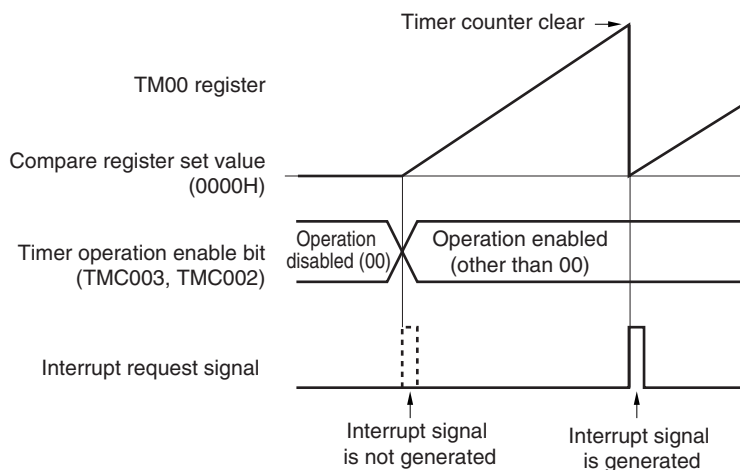 Timer counter clear
TM00 register
Compare register set value
(0000H)
Timer operation enable bit
(TMC003, TMC002)
Operation
disabled (00)
Operation enabled
(other than 00)
Interrupt request signal
Interrupt signal
is not generated
Interrupt signal
is generated